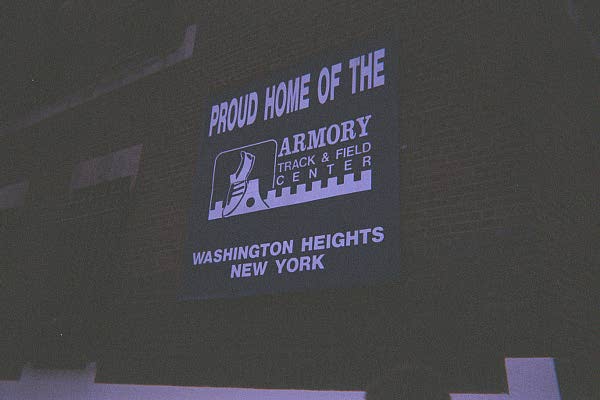 PROUD HOME OF THE
ARMORY
TRACK & FIELD
CENTER
WASHINGTON HEIGHTS
NEW YORK